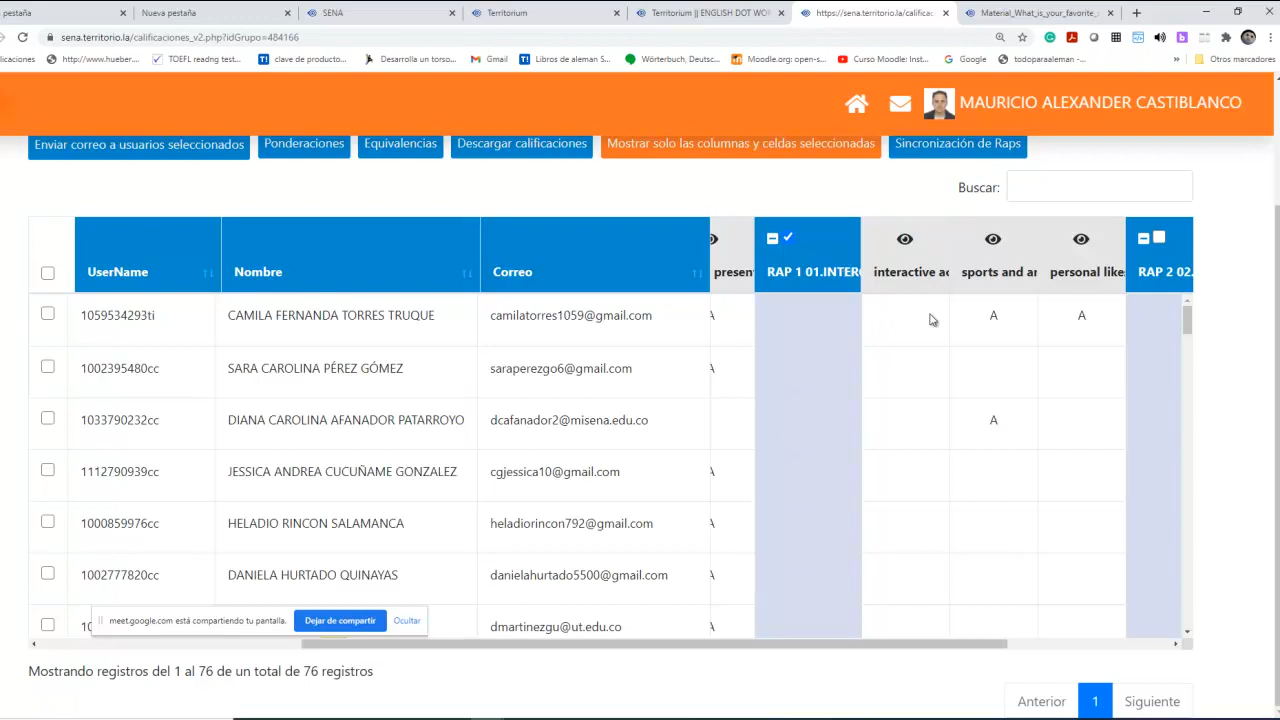 pestaña
Nueva pestaña
SENA
Territorium
Territorium || ENGLISH DOT WO
https://sena.territorio.la/calificac
Material_What_is_your_favorite_
sena.territorio.la/calificaciones_v2.php?idGrupo=484166
licaciones
http://www.hueber...
TOEFL readng test...
clave de producto...
Desarrolla un torso...
Gmail
Libros de aleman S...
Wörterbuch, Deutsc...
Moodle.org: open-s...
Curso Moodle: Inst...
Google
todoparaaleman -...
Otros marcadores
MAURICIO ALEXANDER CASTIBLANCO
Enviar correo a usuarios seleccionados
Ponderaciones
Equivalencias
Descargar calificaciones
Mostrar solo las columnas y celdas seleccionadas
Sincronización de Raps
Buscar:
UserName
Nombre
Correo
present
RAP 1 01.INTER
interactive ac
sports and ar
personal like
RAP 2 02.
1059534293ti CAMILA FERNANDA TORRES TRUQUE camilatorres1059@gmail.com A A A
1002395480cc SARA CAROLINA PÉREZ GÓMEZ saraperezgo6@gmail.com A
1033790232cc DIANA CAROLINA AFANADOR PATARROYO dcafanador2@misena.edu.co A
1112790939cc JESSICA ANDREA CUCUÑAME GONZALEZ cgjessica10@gmail.com A
1000859976cc HELADIO RINCON SALAMANCA heladiorincon792@gmail.com A
1002777820cc DANIELA HURTADO QUINAYAS danielahurtado5500@gmail.com A
10 dmartinezgu@ut.edu.co
meet.google.com está compartiendo tu pantalla.
Dejar de compartir
Ocultar
Mostrando registros del 1 al 76 de un total de 76 registros
Anterior
1
Siguiente